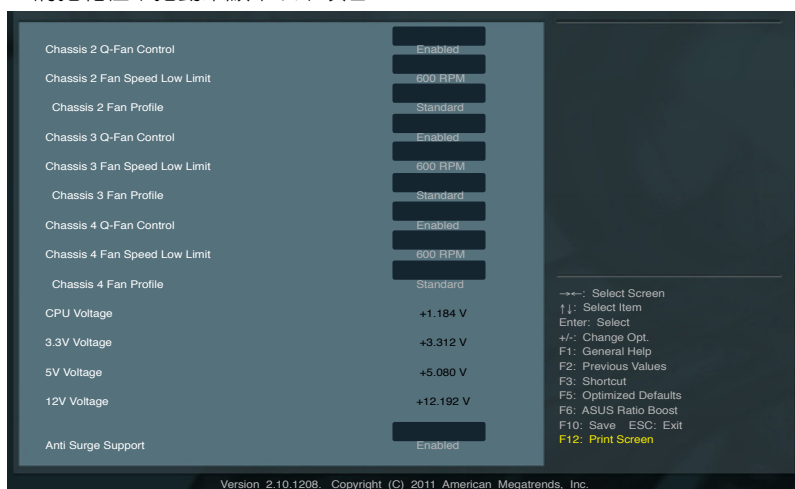 Chassis 2 Q-Fan Control Enabled
Chassis 2 Fan Speed Low Limit 600 RPM
Chassis 2 Fan Profile Standard
Chassis 3 Q-Fan Control Enabled
Chassis 3 Fan Speed Low Limit 600 RPM
Chassis 3 Fan Profile Standard
Chassis 4 Q-Fan Control Enabled
Chassis 4 Fan Speed Low Limit 600 RPM
Chassis 4 Fan Profile Standard
CPU Voltage +1.184 V
3.3V Voltage +3.312 V
5V Voltage +5.080 V
12V Voltage +12.192 V
Anti Surge Support Enabled
→←: Select Screen
↑↓: Select Item
Enter: Select
+/-: Change Opt.
F1: General Help
F2: Previous Values
F3: Shortcut
F5: Optimized Defaults
F6: ASUS Ratio Boost
F10: Save ESC: Exit
F12: Print Screen
Version 2.10.1208. Copyright (C) 2011 American Megatrends, Inc.